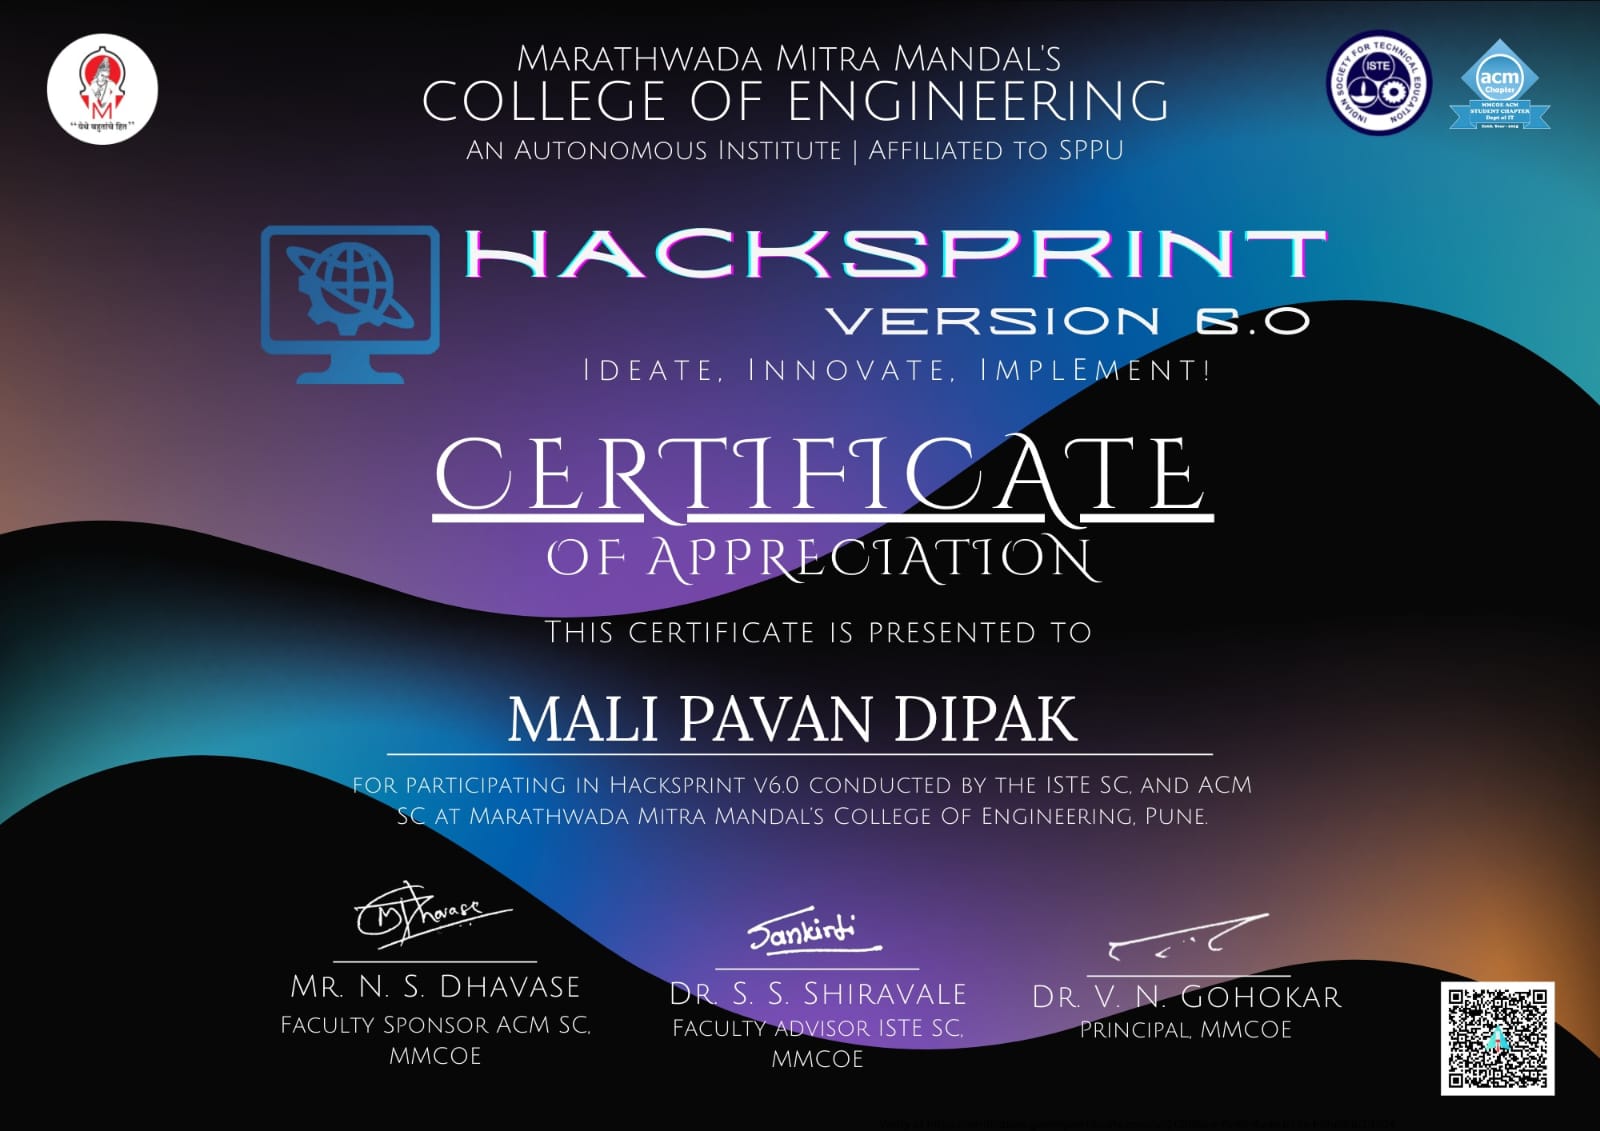 MARATHWADA MITRA MANDAL'S
COLLEGE OF ENGINEERING
AN AUTONOMOUS INSTITUTE | AFFILIATED TO SPPU
M
“येथे बहुतांचे हित”
INDIAN SOCIETY FOR TECHNICAL EDUCATION
ISTE
acm
Chapter
MMCOE ACM
STUDENT CHAPTER
Dept of IT
HACKSPRINT
VERSION 6.0
IDEATE, INNOVATE, IMPLEMENT!
CERTIFICATE
OF APPRECIATION
THIS CERTIFICATE IS PRESENTED TO
MALI PAVAN DIPAK
FOR PARTICIPATING IN HACKSPRINT V6.0 CONDUCTED BY THE ISTE SC, AND ACM
SC AT MARATHWADA MITRA MANDAL'S COLLEGE OF ENGINEERING, PUNE.
Sankirti
MR. N. S. DHAVASE
FACULTY SPONSOR ACM SC,
MMCOE
DR. S. S. SHIRAVALE
FACULTY ADVISOR ISTE SC,
MMCOE
DR. V. N. GOHOKAR
PRINCIPAL, MMCOE